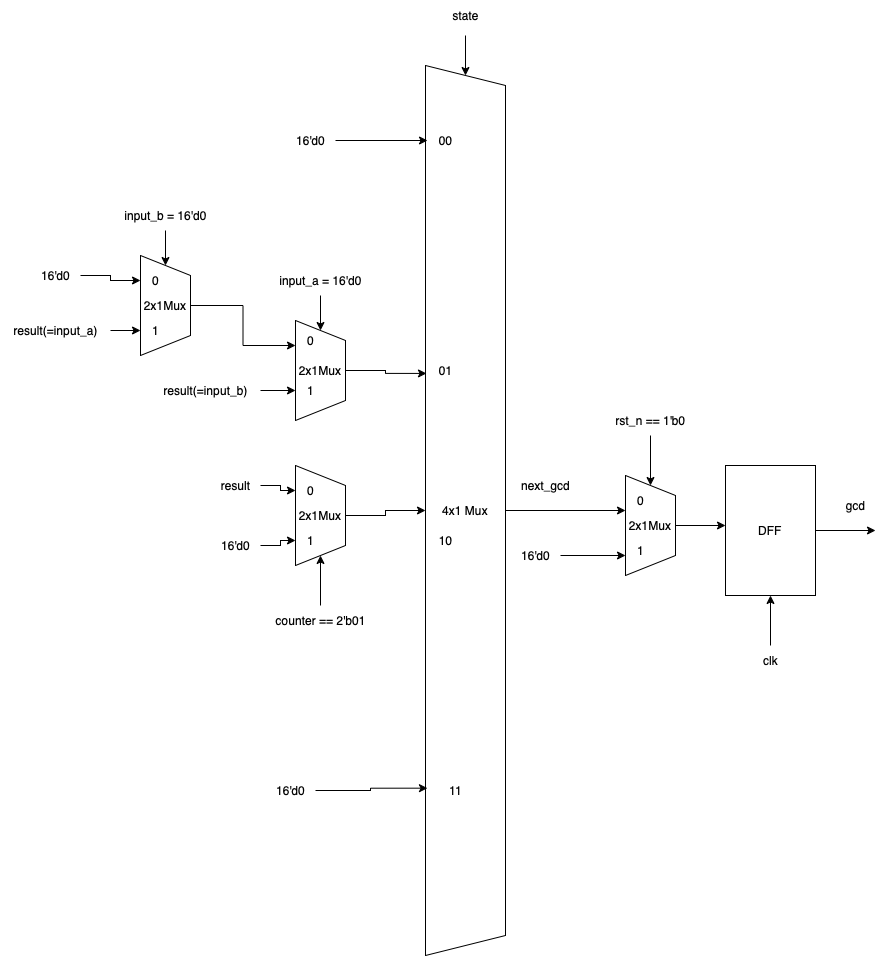 state
16'd0
00
input_b = 16'd0
16'd0
0
2x1Mux
result(=input_a)
1
input_a = 16'd0
0
2x1Mux
result(=input_b)
1
01
result
0
2x1Mux
16'd0
1
counter == 2'b01
4x1 Mux
10
next_gcd
rst_n == 1'b0
0
2x1Mux
16'd0
1
DFF
gcd
clk
16'd0
11